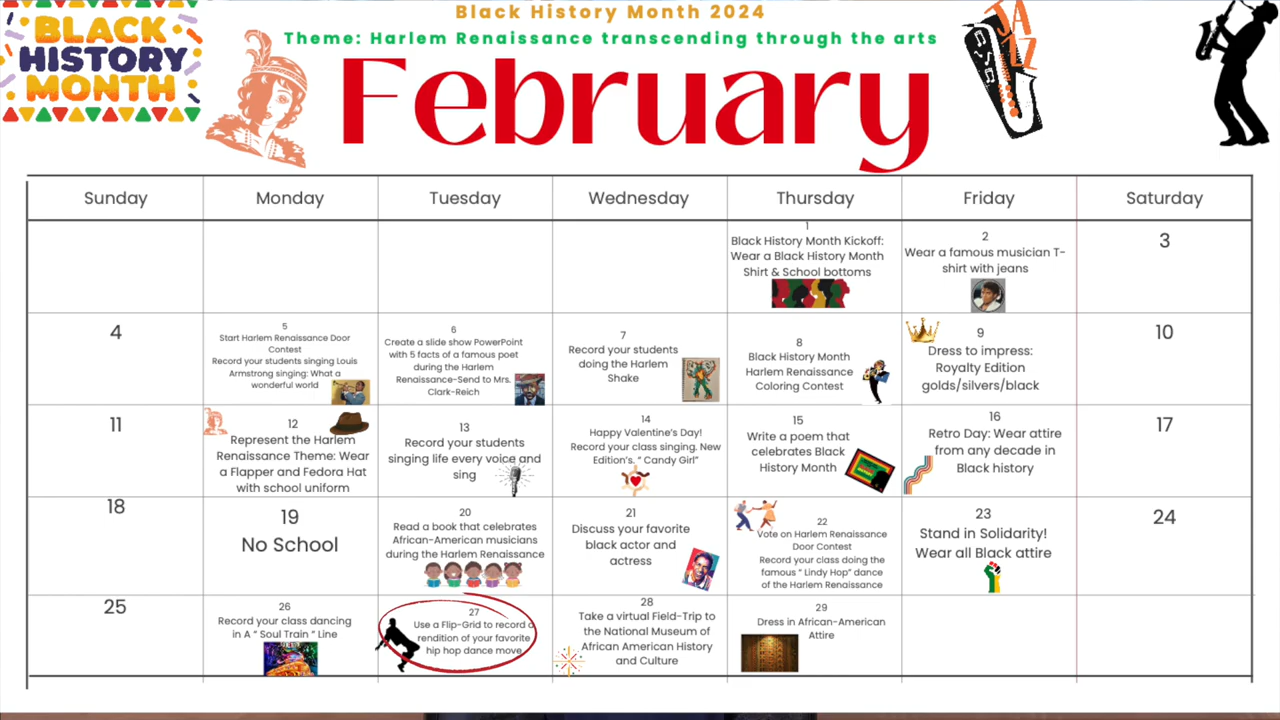 BLACK
HISTORY
MONTH
Black History Month 2024
Theme: Harlem Renaissance transcending through the arts
February
JAZZ
Sunday
Monday
Tuesday
Wednesday
Thursday
Friday
Saturday
1
Black History Month Kickoff:
Wear a Black History Month
Shirt & School bottoms
2
Wear a famous musician T-
shirt with jeans
3
4
5
Start Harlem Renaissance Door
Contest
Record your students singing Louis
Armstrong singing: What a
wonderful world
6
Create a slide show PowerPoint
with 5 facts of a famous poet
during the Harlem
Renaissance-Send to Mrs.
Clark-Reich
7
Record your students
doing the Harlem
Shake
8
Black History Month
Harlem Renaissance
Coloring Contest
9
Dress to impress:
Royalty Edition
golds/silvers/black
10
11
12
Represent the Harlem
Renaissance Theme: Wear
a Flapper and Fedora Hat
with school uniform
13
Record your students
singing life every voice and
sing
14
Happy Valentine's Day!
Record your class singing. New
Edition's. " Candy Girl"
15
Write a poem that
celebrates Black
History Month
16
Retro Day: Wear attire
from any decade in
Black history
17
18
19
No School
20
Read a book that celebrates
African-American musicians
during the Harlem Renaissance
21
Discuss your favorite
black actor and
actress
22
Vote on Harlem Renaissance
Door Contest
Record your class doing the
famous " Lindy Hop" dance
of the Harlem Renaissance
23
Stand in Solidarity!
Wear all Black attire
24
25
26
Record your class dancing
in A " Soul Train " Line
27
Use a Flip-Grid to record a
rendition of your favorite
hip hop dance move
28
Take a virtual Field-Trip to
the National Museum of
African American History
and Culture
29
Dress in African-American
Attire